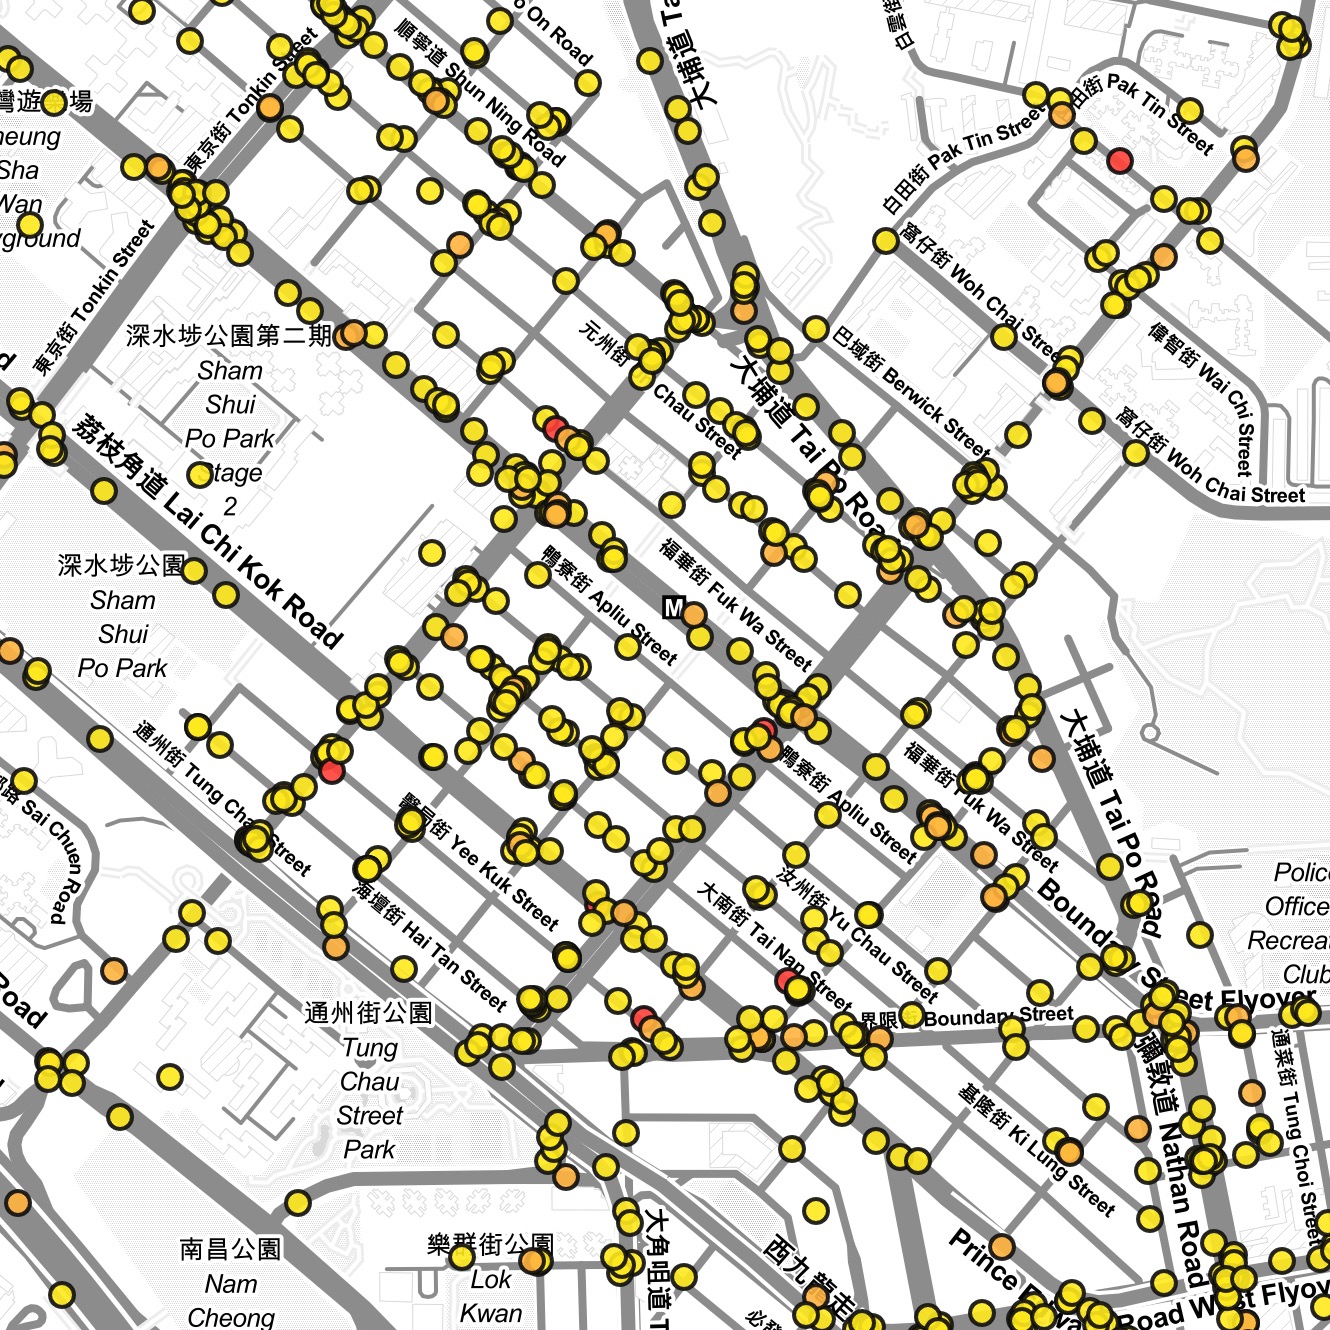 On Road
順寧道 Shun Ning Road
大埔道
白田街 Pak Tin Street
田街 Pak Tin Street
東京街 Tonkin Street
Sha
Wan
東京街 Tonkin Street
窩仔街 Woh Chai Street
深水埗公園第二期
Sham
Shui
Po Park
Stage
2
元州街
Chau Street
大埔道 Tai Po Road
巴域街 Berwick Street
偉智街 Wai Chi Street
窩仔街 Woh Chai Street
荔枝角道 Lai Chi Kok Road
深水埗公園
Sham
Shui
Po Park
鴨寮街 Apliu Street
福華街 Fuk Wa Street
M
通州街 Tung Chau Street
Sai Chuen Road
鴨寮街 Apliu Street
福華街 Fuk Wa Street
大埔道 Tai Po Road
醫局街 Yee Kuk Street
海壇街 Hai Tan Street
大南街 Tai Nan Street
汝州街 Yu Chau Street
Boundary Street Flyover
Police
Office
Recrea
Club
Road
通州街公園
Tung
Chau
Street
Park
界限街 Boundary Street
彌敦道 Nathan Road
通菜街 Tung Choi Street
基隆街 Ki Lung Street
南昌公園
Nam
Cheong
樂群街公園
Lok
Kwan
大角咀道
西九龍走
Prince
Road West Flyov